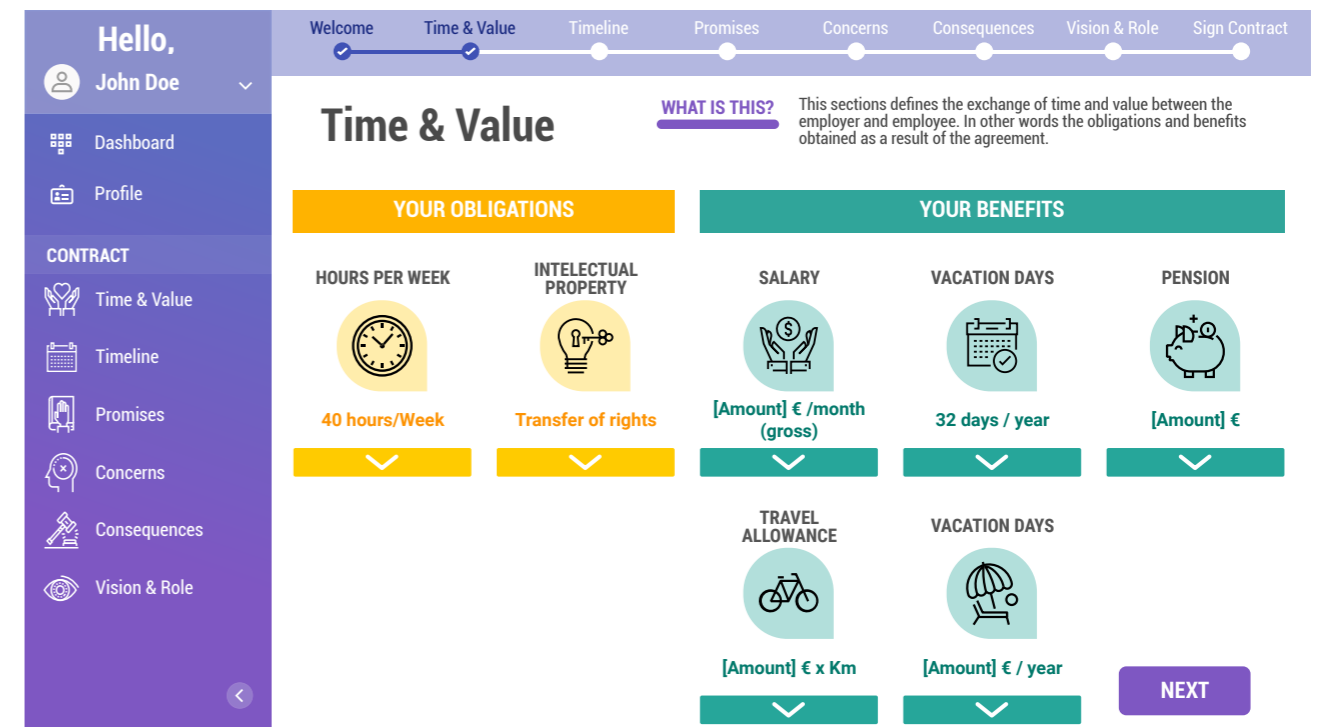 Hello,
John Doe
Dashboard
Profile
CONTRACT
Time & Value
Timeline
Promises
Concerns
Consequences
Vision & Role
Welcome
Time & Value
Timeline
Promises
Concerns
Consequences
Vision & Role
Sign Contract
Time & Value
WHAT IS THIS?
This sections defines the exchange of time and value between the
employer and employee. In other words the obligations and benefits
obtained as a result of the agreement.
YOUR OBLIGATIONS
HOURS PER WEEK
40 hours/Week
INTELECTUAL
PROPERTY
Transfer of rights
YOUR BENEFITS
SALARY
[Amount] € /month
(gross)
VACATION DAYS
32 days / year
PENSION
[Amount] €
TRAVEL
ALLOWANCE
[Amount] € x Km
VACATION DAYS
[Amount] € / year
NEXT